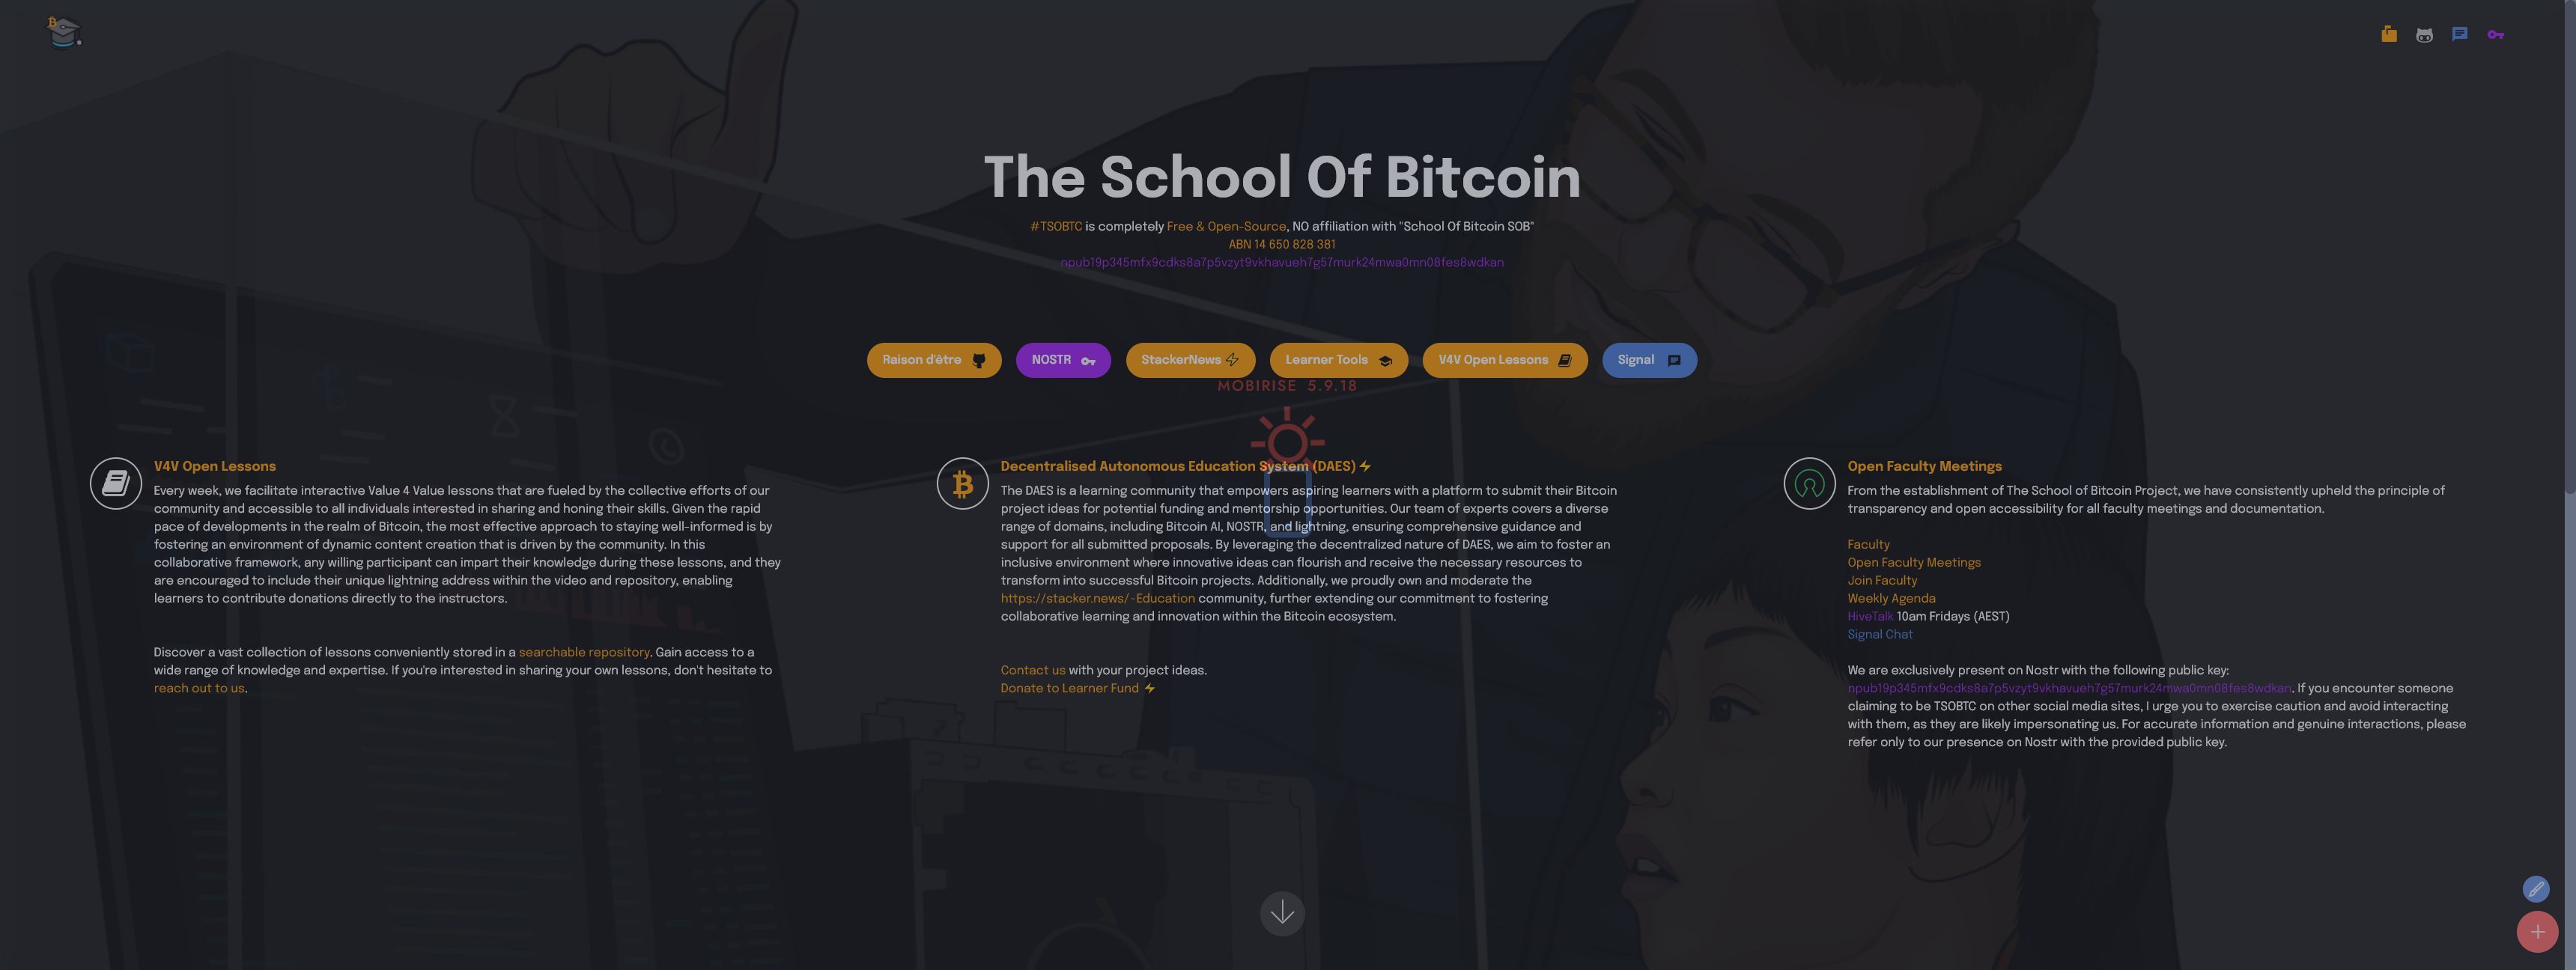 The School Of Bitcoin
#TSOBTC is completely Free & Open-Source, NO affiliation with "School Of Bitcoin SOB"
ABN 14 650 828 381
npub19p345mfx9cdks8a7p5vzyt9vkhavueh7g57murk24mwa0mn08fes8wdkan
Raison d'être
NOSTR
StackerNews
Learner Tools
V4V Open Lessons
Signal
MOBIRISE 5.9.18
V4V Open Lessons
Every week, we facilitate interactive Value 4 Value lessons that are fueled by the collective efforts of our
community and accessible to all individuals interested in sharing and honing their skills. Given the rapid
pace of developments in the realm of Bitcoin, the most effective approach to staying well-informed is by
fostering an environment of dynamic content creation that is driven by the community. In this
collaborative framework, any willing participant can impart their knowledge during these lessons, and they
are encouraged to include their unique lightning address within the video and repository, enabling
learners to contribute donations directly to the instructors.
Discover a vast collection of lessons conveniently stored in a searchable repository. Gain access to a
wide range of knowledge and expertise. If you're interested in sharing your own lessons, don't hesitate to
reach out to us.
Decentralised Autonomous Education System (DAES)
The DAES is a learning community that empowers aspiring learners with a platform to submit their Bitcoin
project ideas for potential funding and mentorship opportunities. Our team of experts covers a diverse
range of domains, including Bitcoin AI, NOSTR, and lightning, ensuring comprehensive guidance and
support for all submitted proposals. By leveraging the decentralized nature of DAES, we aim to foster an
inclusive environment where innovative ideas can flourish and receive the necessary resources to
transform into successful Bitcoin projects. Additionally, we proudly own and moderate the
https://stacker.news/~Education community, further extending our commitment to fostering
collaborative learning and innovation within the Bitcoin ecosystem.
Contact us with your project ideas.
Donate to Learner Fund
Open Faculty Meetings
From the establishment of The School of Bitcoin Project, we have consistently upheld the principle of
transparency and open accessibility for all faculty meetings and documentation.
Faculty
Open Faculty Meetings
Join Faculty
Weekly Agenda
HiveTalk 10am Fridays (AEST)
Signal Chat
We are exclusively present on Nostr with the following public key:
npub19p345mfx9cdks8a7p5vzyt9vkhavueh7g57murk24mwa0mn08fes8wdkan. If you encounter someone
claiming to be TSOBTC on other social media sites, I urge you to exercise caution and avoid interacting
with them, as they are likely impersonating us. For accurate information and genuine interactions, please
refer only to our presence on Nostr with the provided public key.